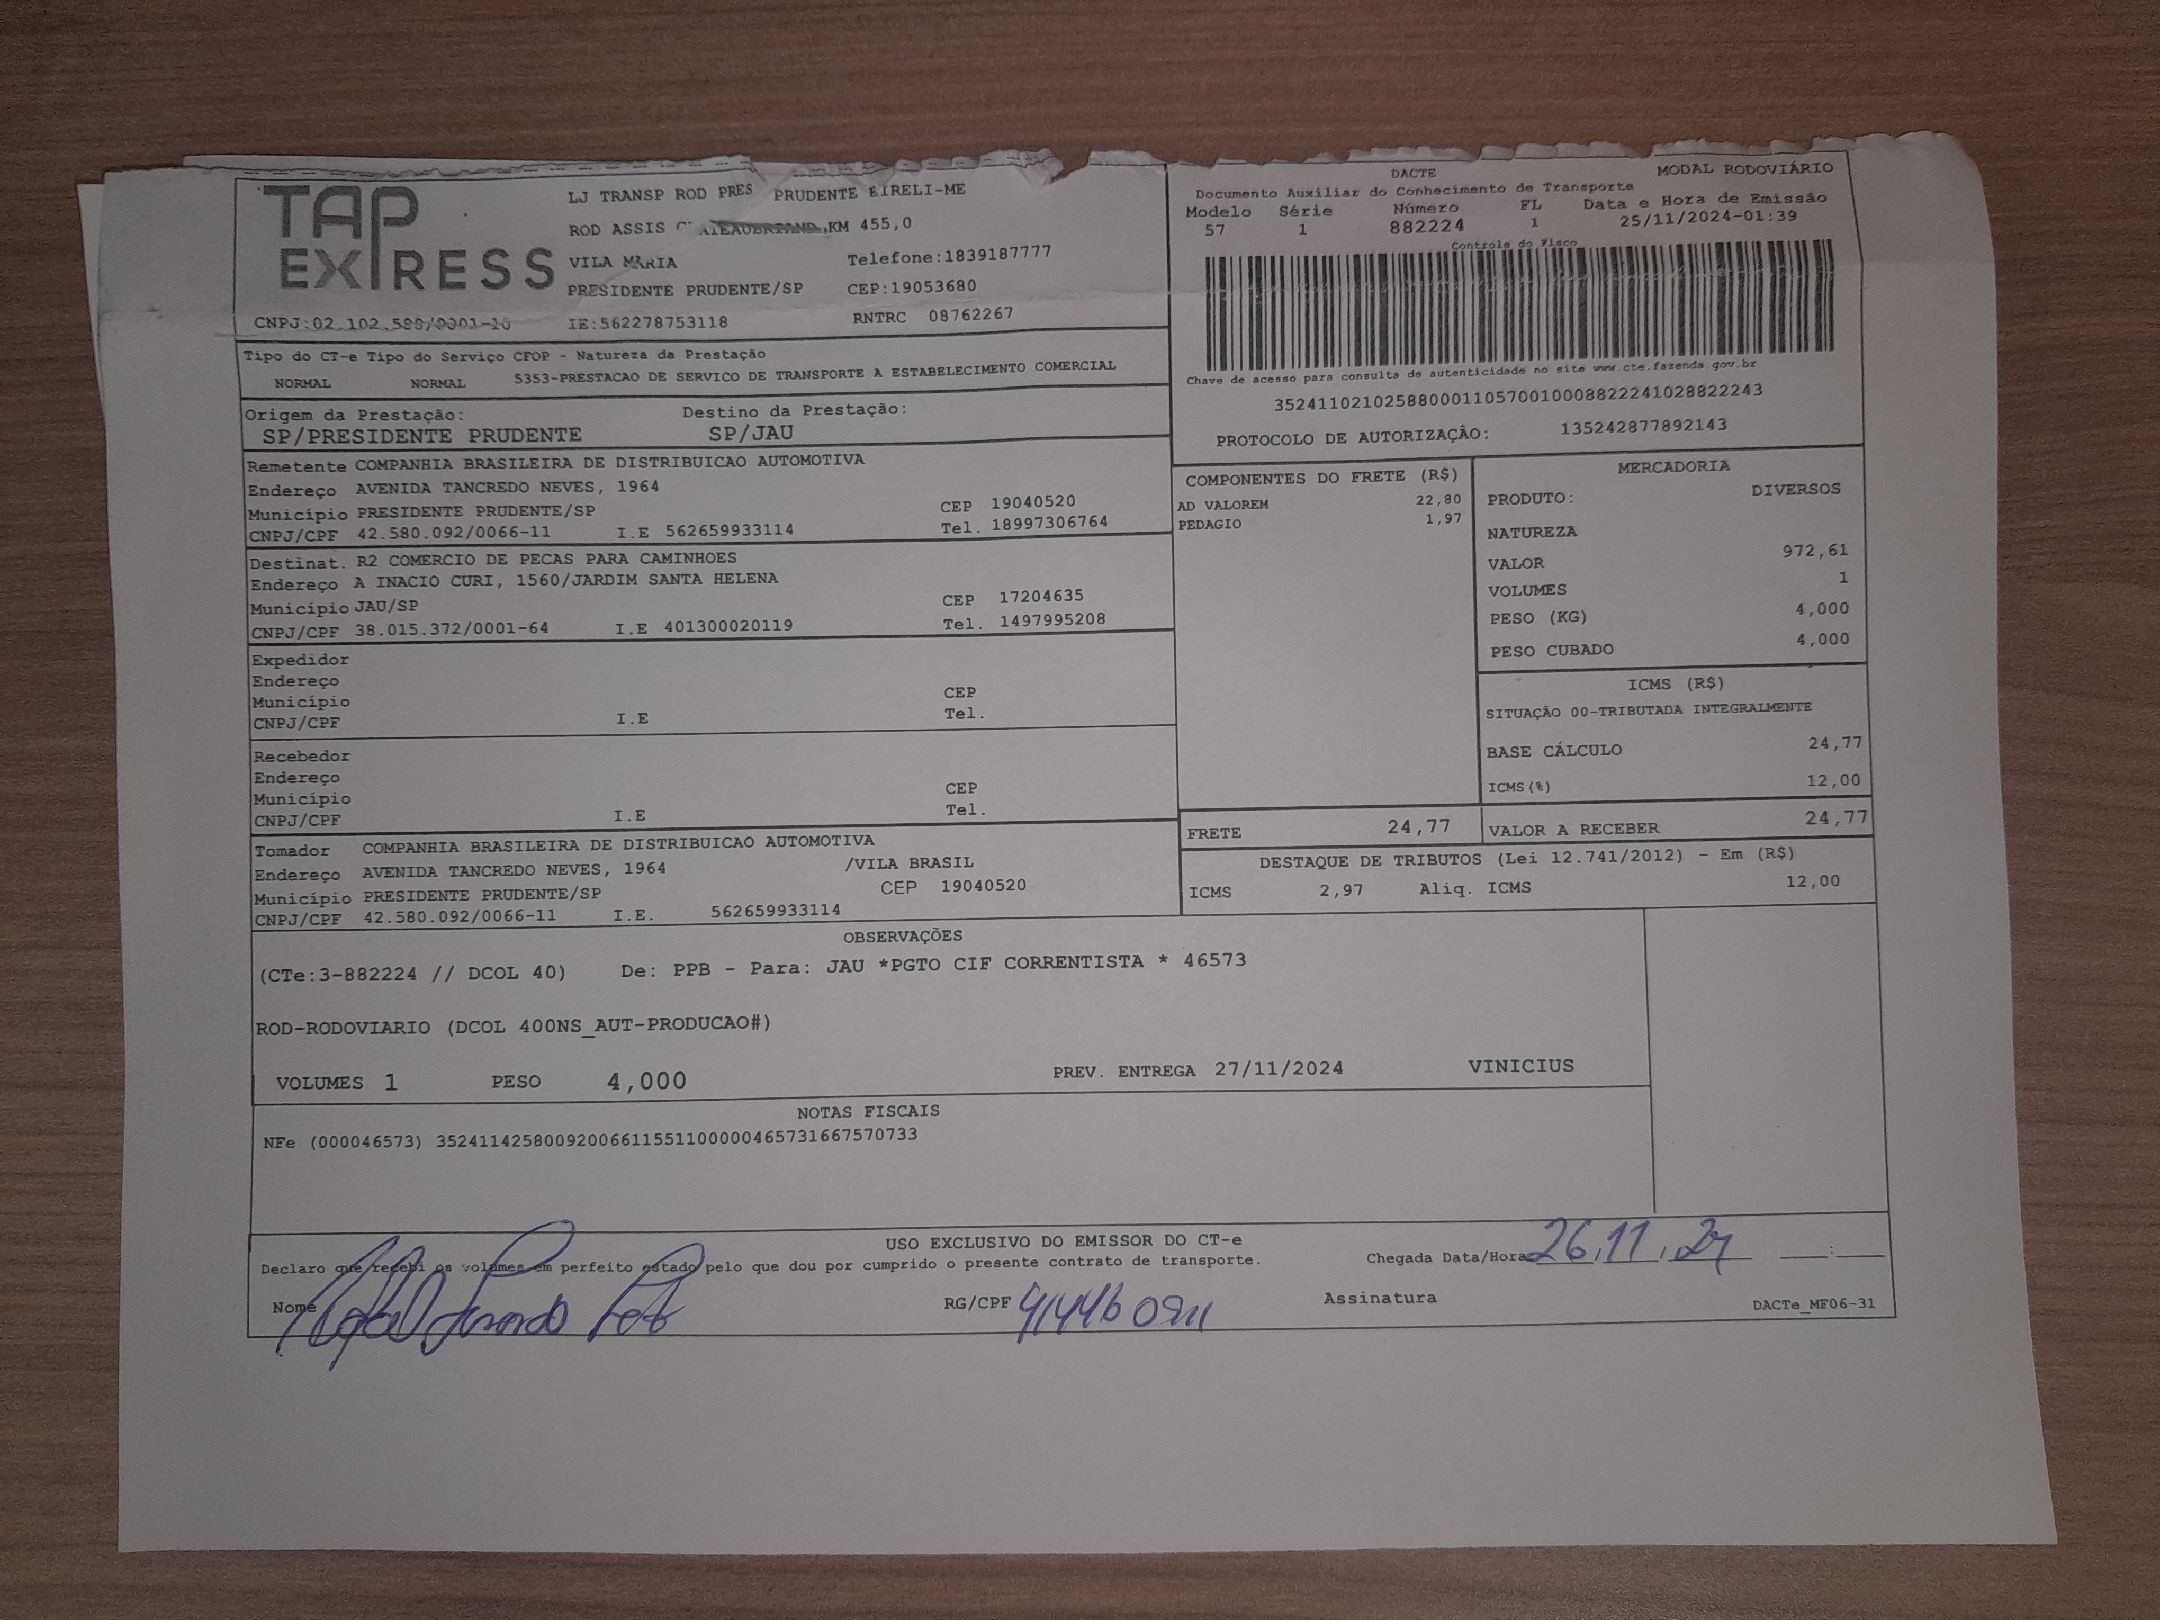 TAP
EXPRESS
LJ TRANSP ROD PRES PRUDENTE EIRELI-ME
ROD ASSIS CHATEAUBRIAND,KM 455,0
VILA MARIA Telefone:1839187777
PRESIDENTE PRUDENTE/SP CEP:19053680
CNPJ:02.102.588/0001-10 IE:562278753118 RNTRC 08762267
DACTE MODAL RODOVIÁRIO
Documento Auxiliar do Conhecimento de Transporte
Modelo Série Número FL Data e Hora de Emissão
57 1 882224 1 25/11/2024-01:39
Controle do Fisco
Chave de acesso para consulta de autenticidade no site www.cte.fazenda.gov.br
35241102102588000110570010008822241028822243
PROTOCOLO DE AUTORIZAÇÃO: 135242877892143
Tipo do CT-e Tipo do Serviço CFOP - Natureza da Prestação
NORMAL NORMAL 5353-PRESTACAO DE SERVICO DE TRANSPORTE A ESTABELECIMENTO COMERCIAL
Origem da Prestação: Destino da Prestação:
SP/PRESIDENTE PRUDENTE SP/JAU
Remetente COMPANHIA BRASILEIRA DE DISTRIBUICAO AUTOMOTIVA
Endereço AVENIDA TANCREDO NEVES, 1964
Município PRESIDENTE PRUDENTE/SP CEP 19040520
CNPJ/CPF 42.580.092/0066-11 I.E 562659933114 Tel. 18997306764
Destinat. R2 COMERCIO DE PECAS PARA CAMINHOES
Endereço A INACIO CURI, 1560/JARDIM SANTA HELENA
Município JAU/SP CEP 17204635
CNPJ/CPF 38.015.372/0001-64 I.E 401300020119 Tel. 1497995208
Expedidor
Endereço
Município CEP
CNPJ/CPF I.E Tel.
Recebedor
Endereço
Município CEP
CNPJ/CPF I.E Tel.
Tomador COMPANHIA BRASILEIRA DE DISTRIBUICAO AUTOMOTIVA
Endereço AVENIDA TANCREDO NEVES, 1964 /VILA BRASIL
Município PRESIDENTE PRUDENTE/SP CEP 19040520
CNPJ/CPF 42.580.092/0066-11 I.E. 562659933114
COMPONENTES DO FRETE (R$)
AD VALOREM 22,80
PEDAGIO 1,97
MERCADORIA
PRODUTO: DIVERSOS
NATUREZA
VALOR 972,61
VOLUMES 1
PESO (KG) 4,000
PESO CUBADO 4,000
ICMS (R$)
SITUAÇÃO 00-TRIBUTADA INTEGRALMENTE
BASE CÁLCULO 24,77
ICMS(%) 12,00
FRETE 24,77 VALOR A RECEBER 24,77
DESTAQUE DE TRIBUTOS (Lei 12.741/2012) - Em (R$)
ICMS 2,97 Aliq. ICMS 12,00
OBSERVAÇÕES
(CTe:3-882224 // DCOL 40) De: PPB - Para: JAU *PGTO CIF CORRENTISTA * 46573
ROD-RODOVIARIO (DCOL 400NS_AUT-PRODUCAO#)
VOLUMES 1 PESO 4,000 PREV. ENTREGA 27/11/2024 VINICIUS
NOTAS FISCAIS
NFe (000046573) 35241142580092006611551100000465731667570733
USO EXCLUSIVO DO EMISSOR DO CT-e
Declaro que recebi os volumes em perfeito estado pelo que dou por cumprido o presente contrato de transporte.
Chegada Data/Hora 26.11.24 __:__
Nome RG/CPF Assinatura DACTe_MF06-31